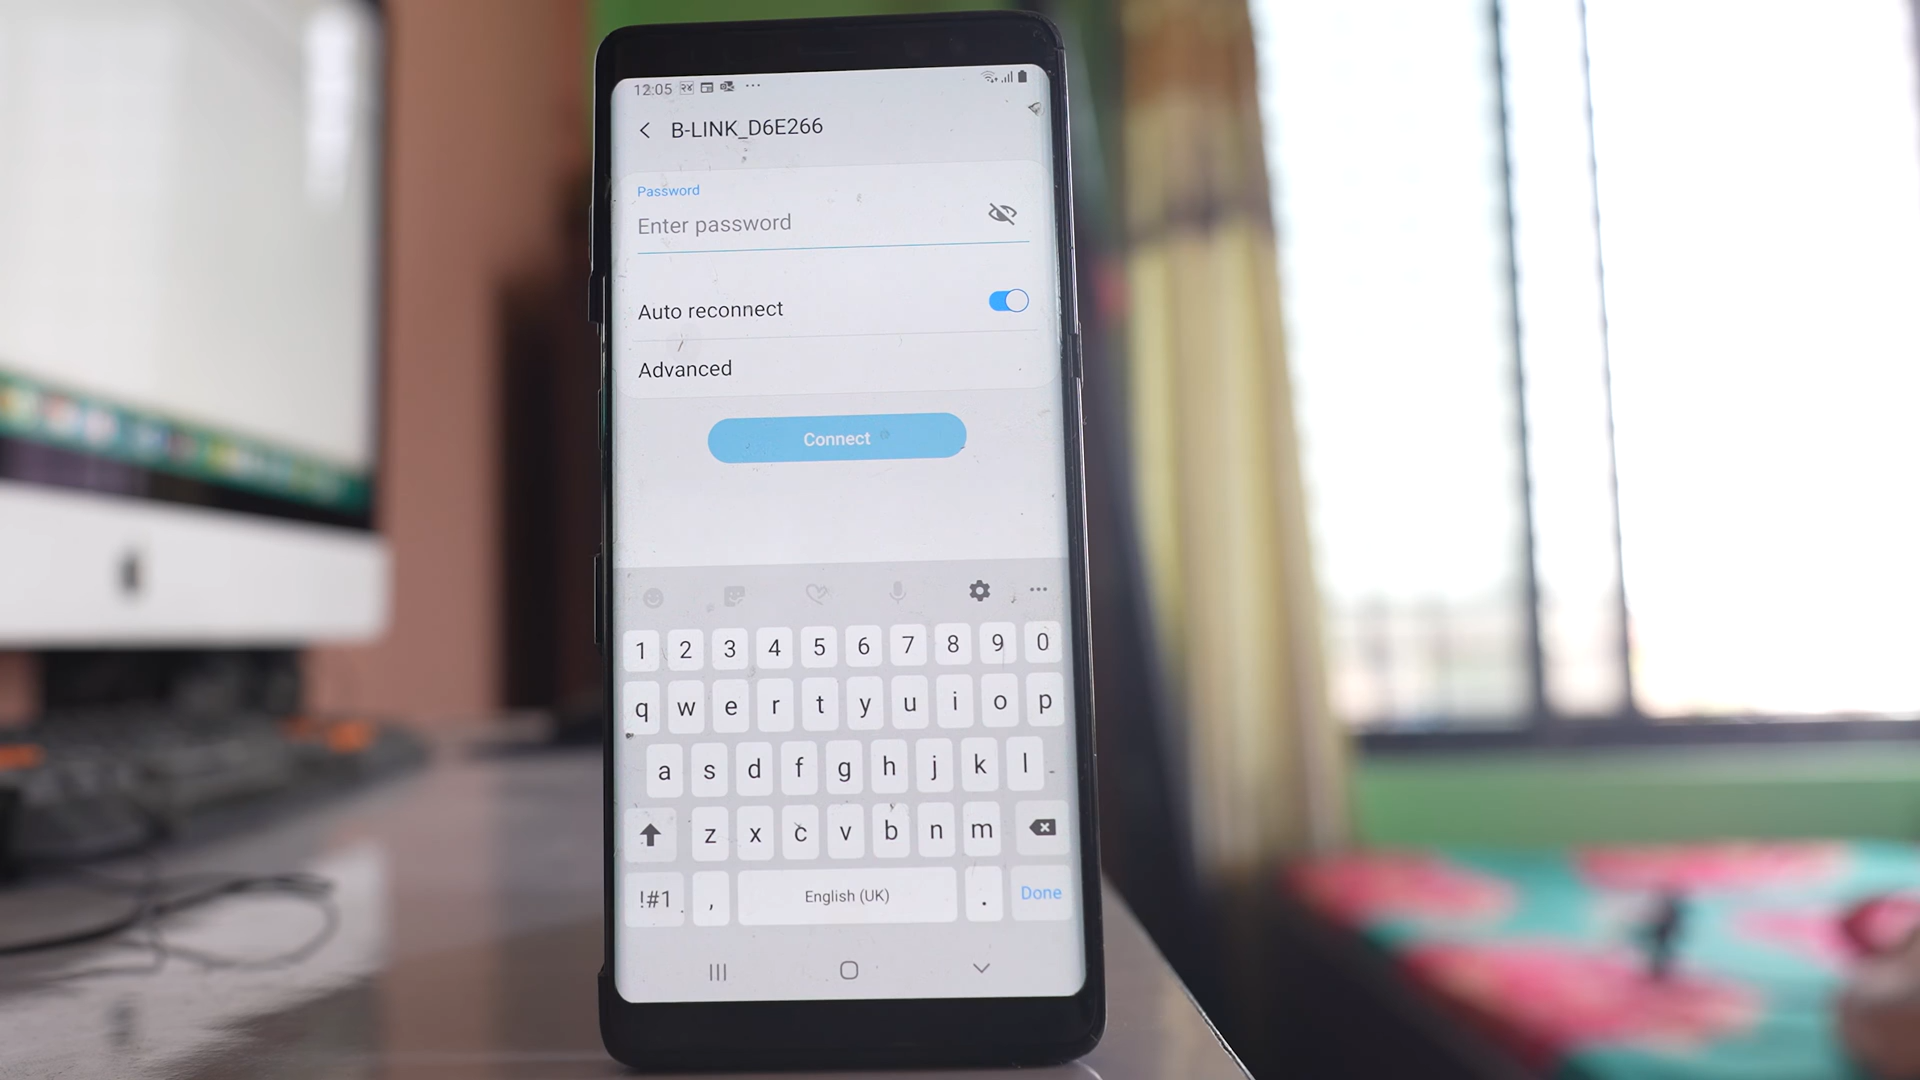 12:05 २४
B-LINK_D6E266
Password
Enter password
Auto reconnect
Advanced
Connect
1 2 3 4 5 6 7 8 9 0
q w e r t y u i o p
a s d f g h j k l
z x c v b n m
!#1 , English (UK) . Done